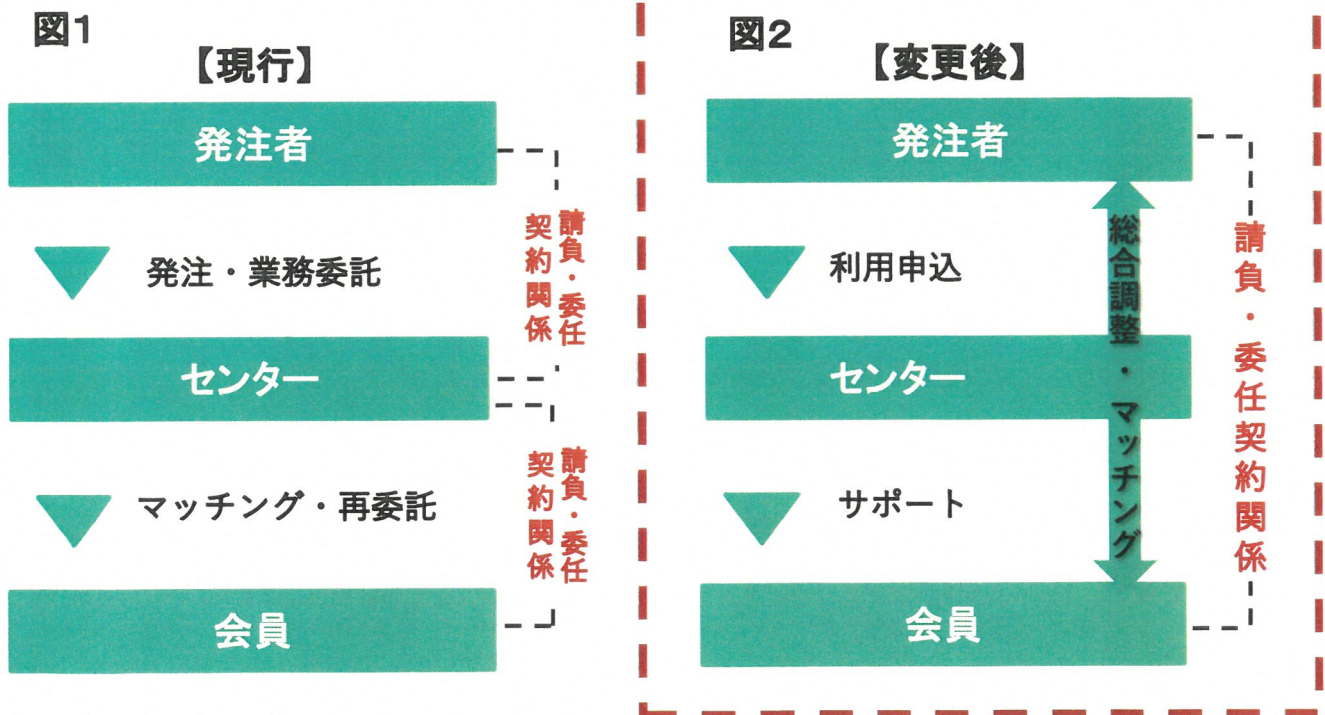 図1
【現行】
発注者
発注・業務委託
請負・委任
契約関係
センター
マッチング・再委託
請負・委任
契約関係
会員
図2
【変更後】
発注者
利用申込
センター
サポート
会員
総合調整・マッチング
請負・委任契約関係